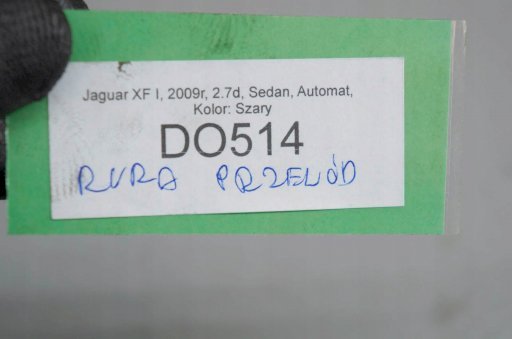 Jaguar XF I, 2009r, 2.7d, Sedan, Automat,
Kolor: Szary
DO514
RURA PRZEWÓD